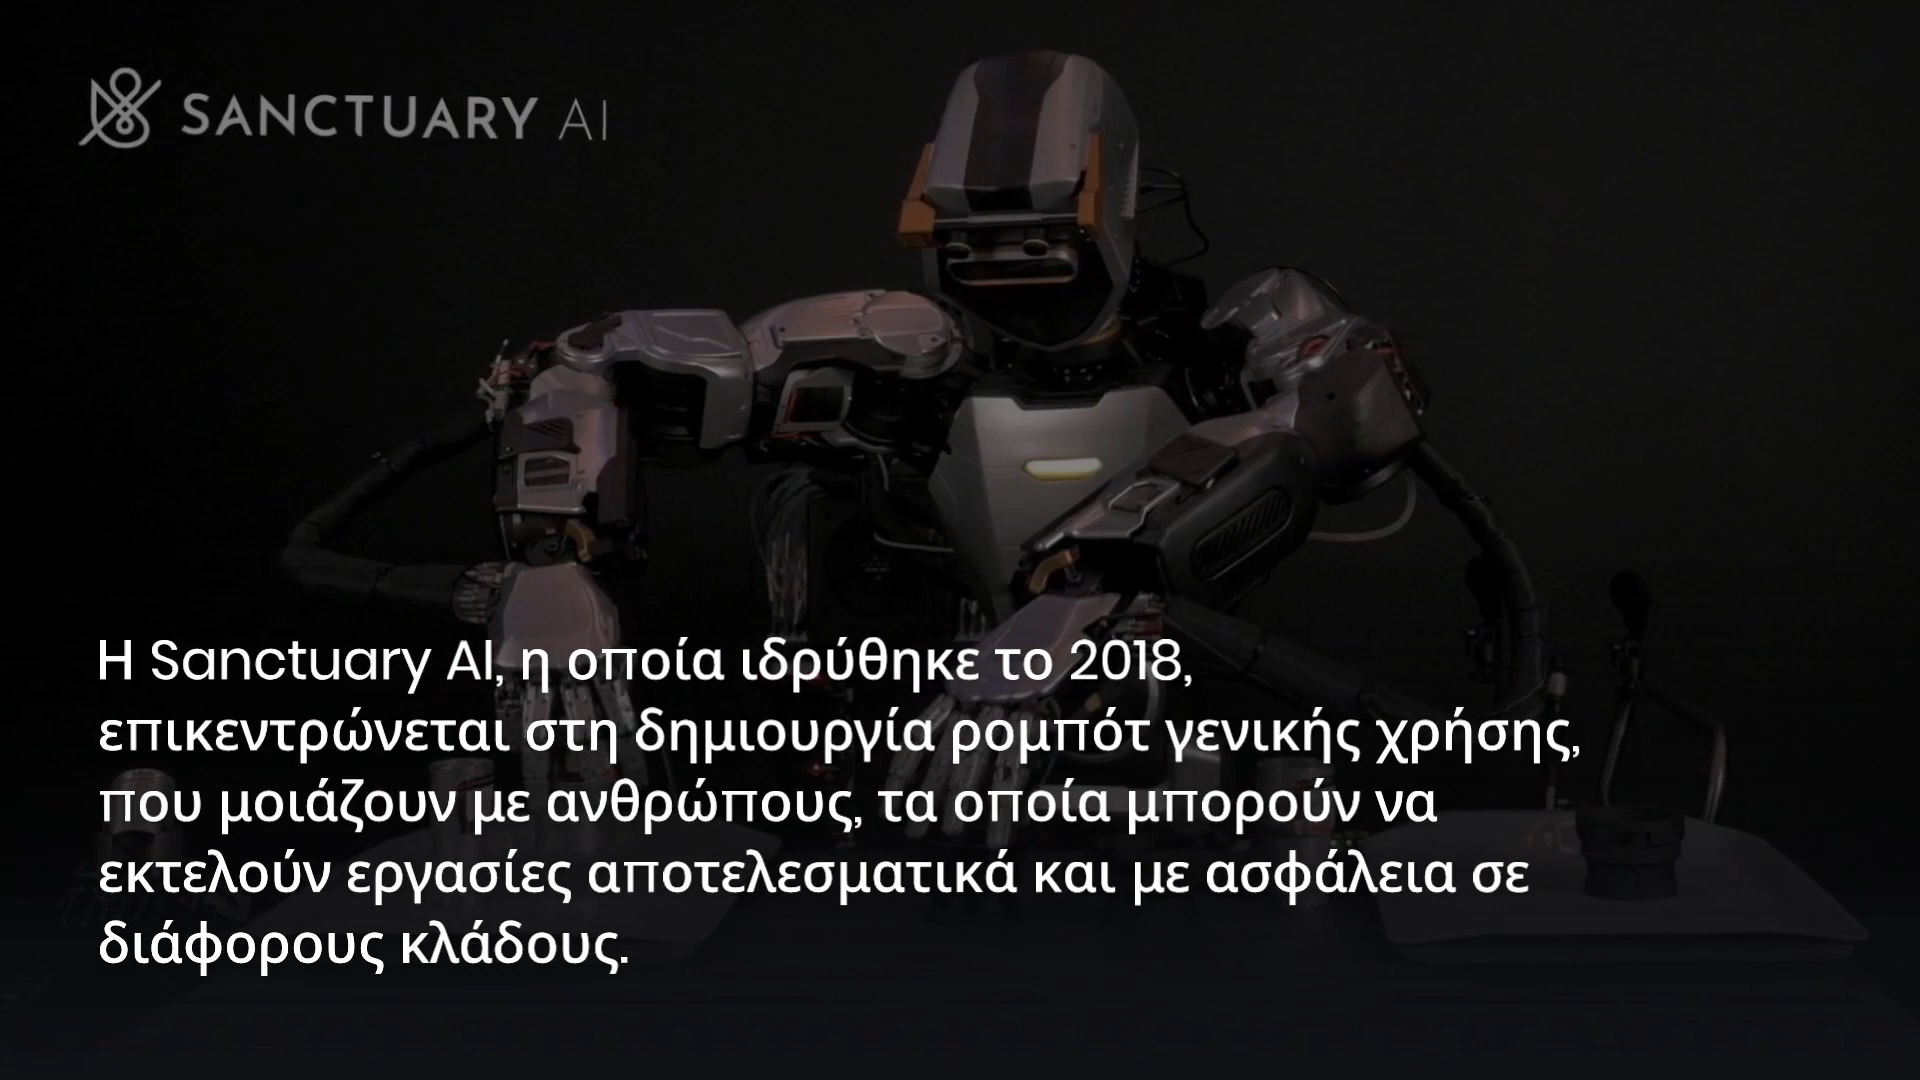 SANCTUARY AI
Η Sanctuary AI, η οποία ιδρύθηκε το 2018,
επικεντρώνεται στη δημιουργία ρομπότ γενικής χρήσης,
που μοιάζουν με ανθρώπους, τα οποία μπορούν να
εκτελούν εργασίες αποτελεσματικά και με ασφάλεια σε
διάφορους κλάδους.